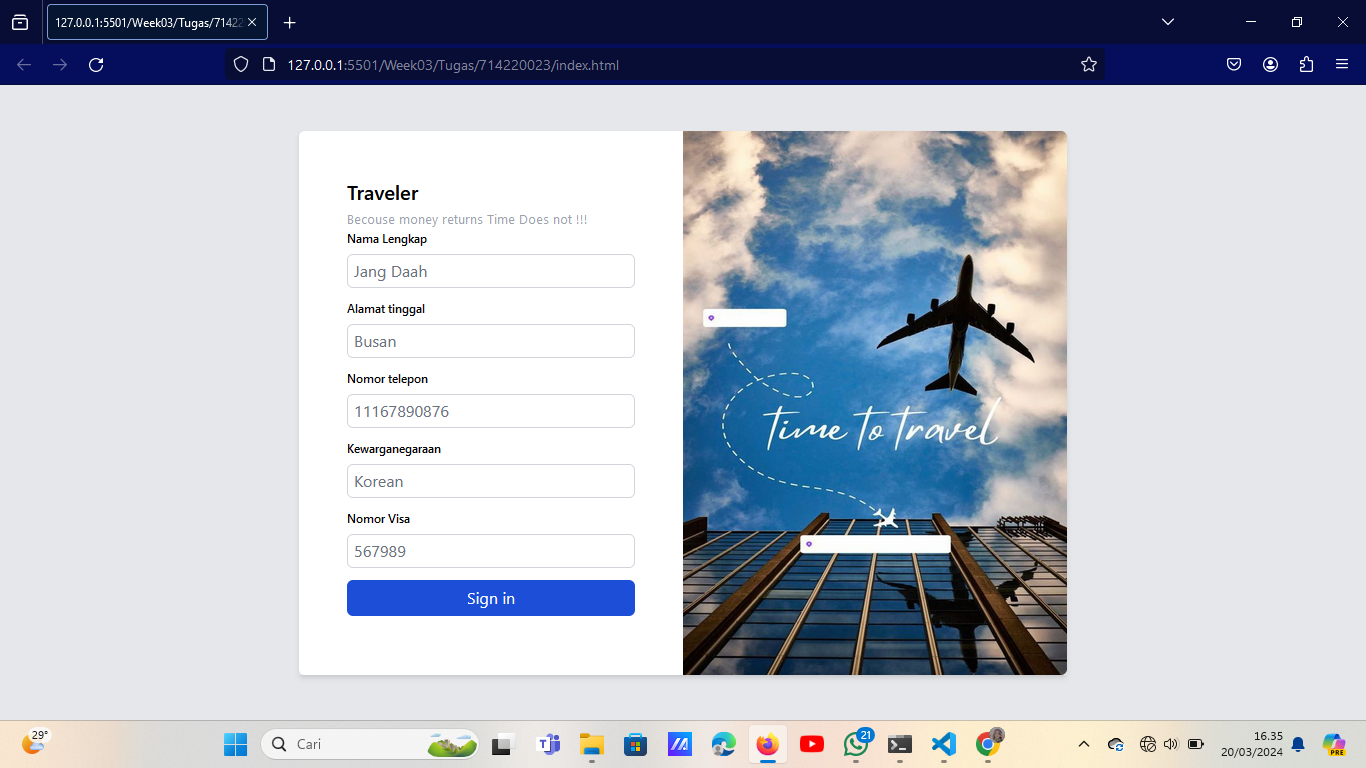 127.0.0.1:5501/Week03/Tugas/71422
127.0.0.1:5501/Week03/Tugas/714220023/index.html
Traveler
Becouse money returns Time Does not !!!
Nama Lengkap
Jang Daah
Alamat tinggal
Busan
Nomor telepon
11167890876
Kewarganegaraan
Korean
Nomor Visa
567989
Sign in
time to travel
29°
Cari
21
16.35
20/03/2024
PRE